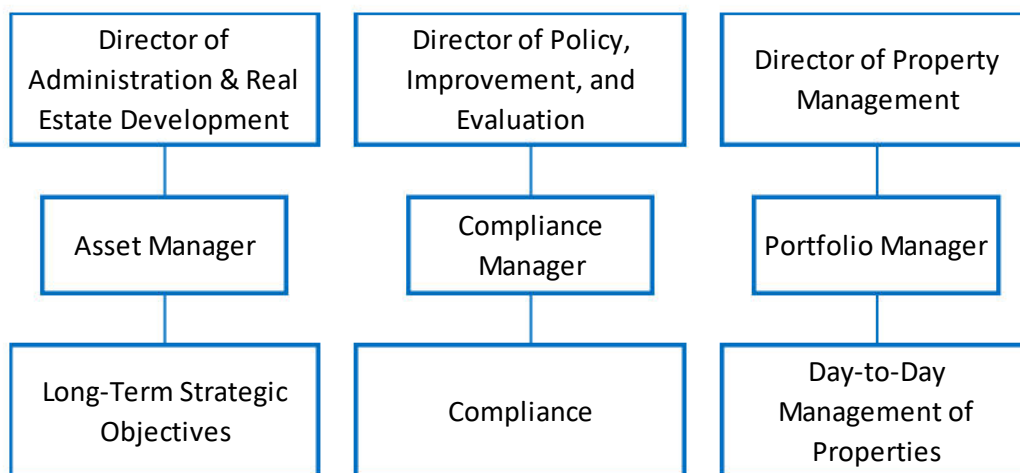 Director of
Administration & Real
Estate Development
Director of Policy,
Improvement, and
Evaluation
Director of Property
Management
Asset Manager
Compliance
Manager
Portfolio Manager
Long-Term Strategic
Objectives
Compliance
Day-to-Day
Management of
Properties